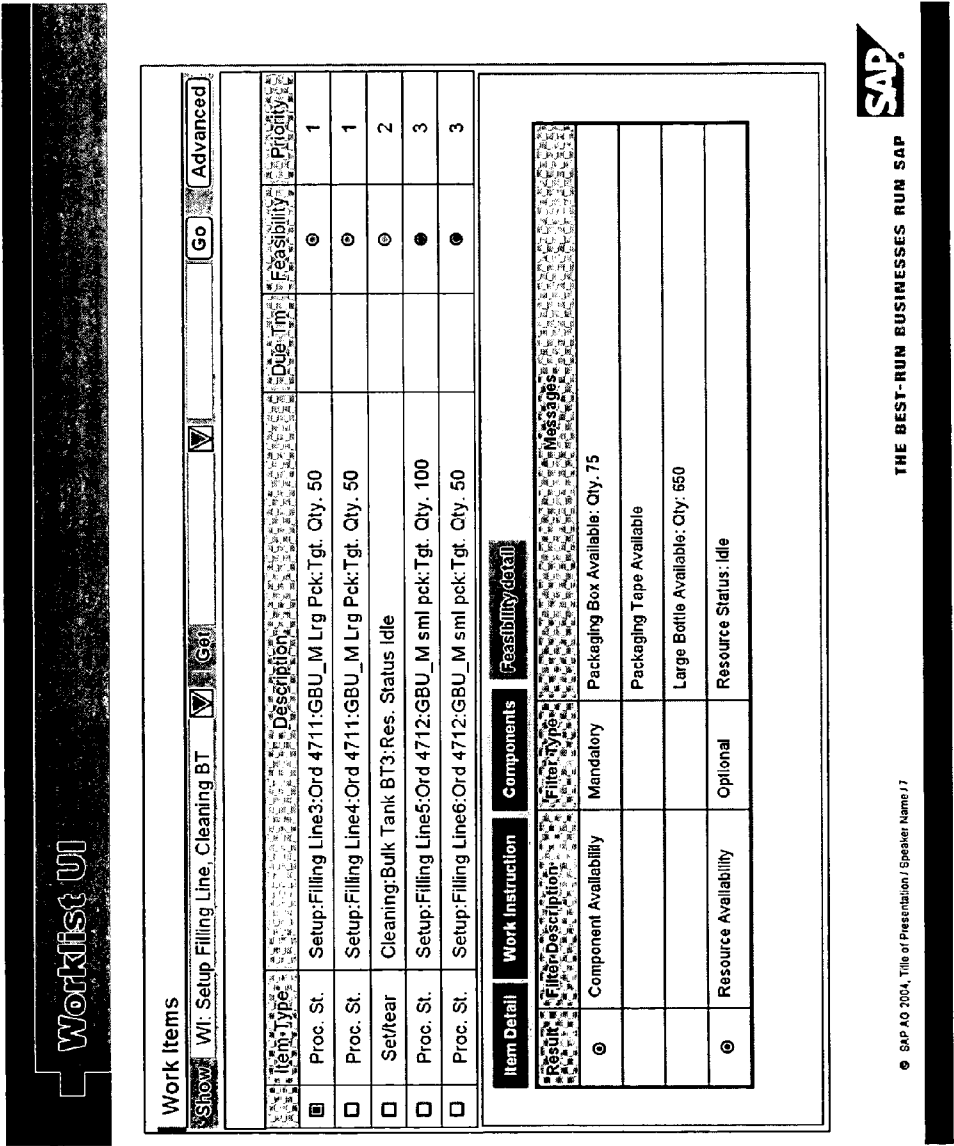 Worklist UI
Work Items
Show WI: Setup Filling Line, Cleaning BT Get Go Advanced
Item Type Description Due Tm Feasibility Priority
Proc. St. Setup:Filling Line3:Ord 4711:GBU_M Lrg Pck:Tgt. Qty. 50 1
Proc. St. Setup:Filling Line4:Ord 4711:GBU_M Lrg Pck:Tgt. Qty. 50 1
Set/tear Cleaning:Bulk Tank BT3:Res. Status Idle 2
Proc. St. Setup:Filling Line5:Ord 4712:GBU_M sml pck:Tgt. Qty. 100 3
Proc. St. Setup:Filling Line6:Ord 4712:GBU_M sml pck:Tgt. Qty. 50 3
Item Detail Work Instruction Components Feasibility detail
Result Filter Description Filter Type Messages
Component Availability Mandatory Packaging Box Available: Qty. 75
Packaging Tape Available
Large Bottle Available: Qty: 650
Resource Availability Optional Resource Status: Idle
© SAP AG 2004, Title of Presentation / Speaker Name / 7
THE BEST-RUN BUSINESSES RUN SAP
SAP